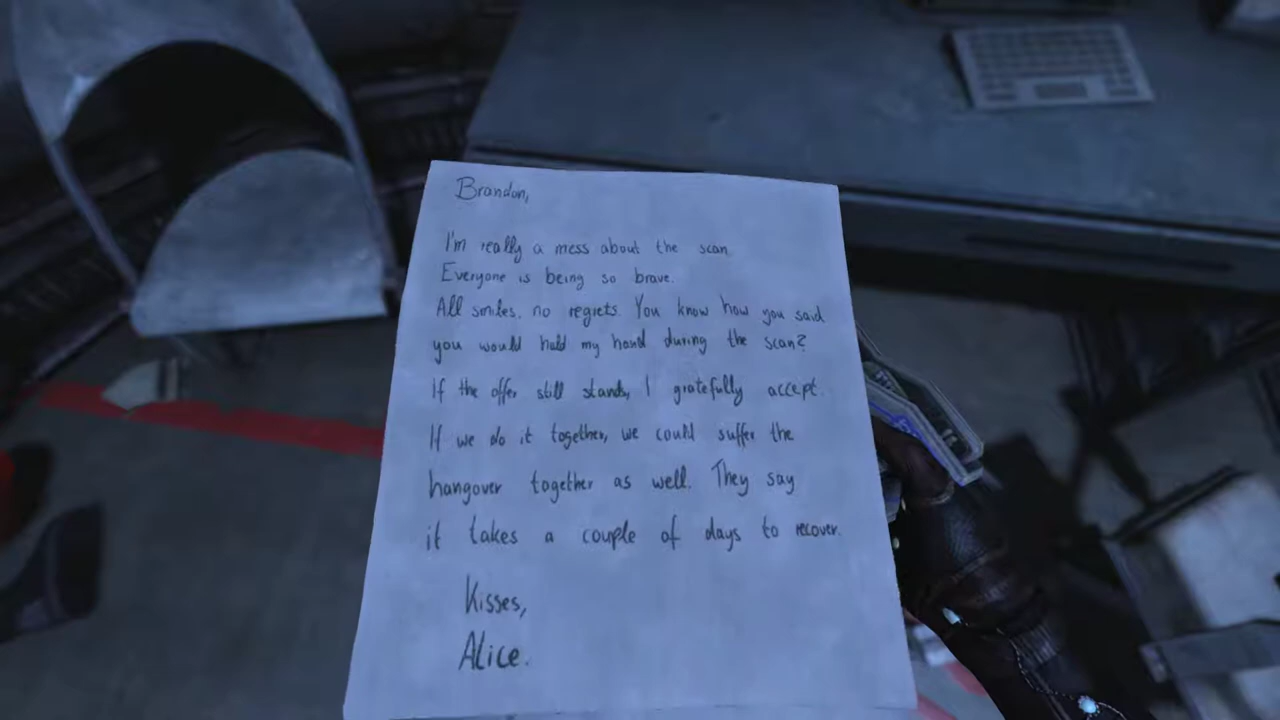 Brandon,
I'm really a mess about the scan
Everyone is being so brave.
All smiles, no regrets. You know how you said
you would hold my hand during the scan?
If the offer still stands, I gratefully accept.
If we do it together, we could suffer the
hangover together as well. They say
it takes a couple of days to recover.
Kisses,
Alice.